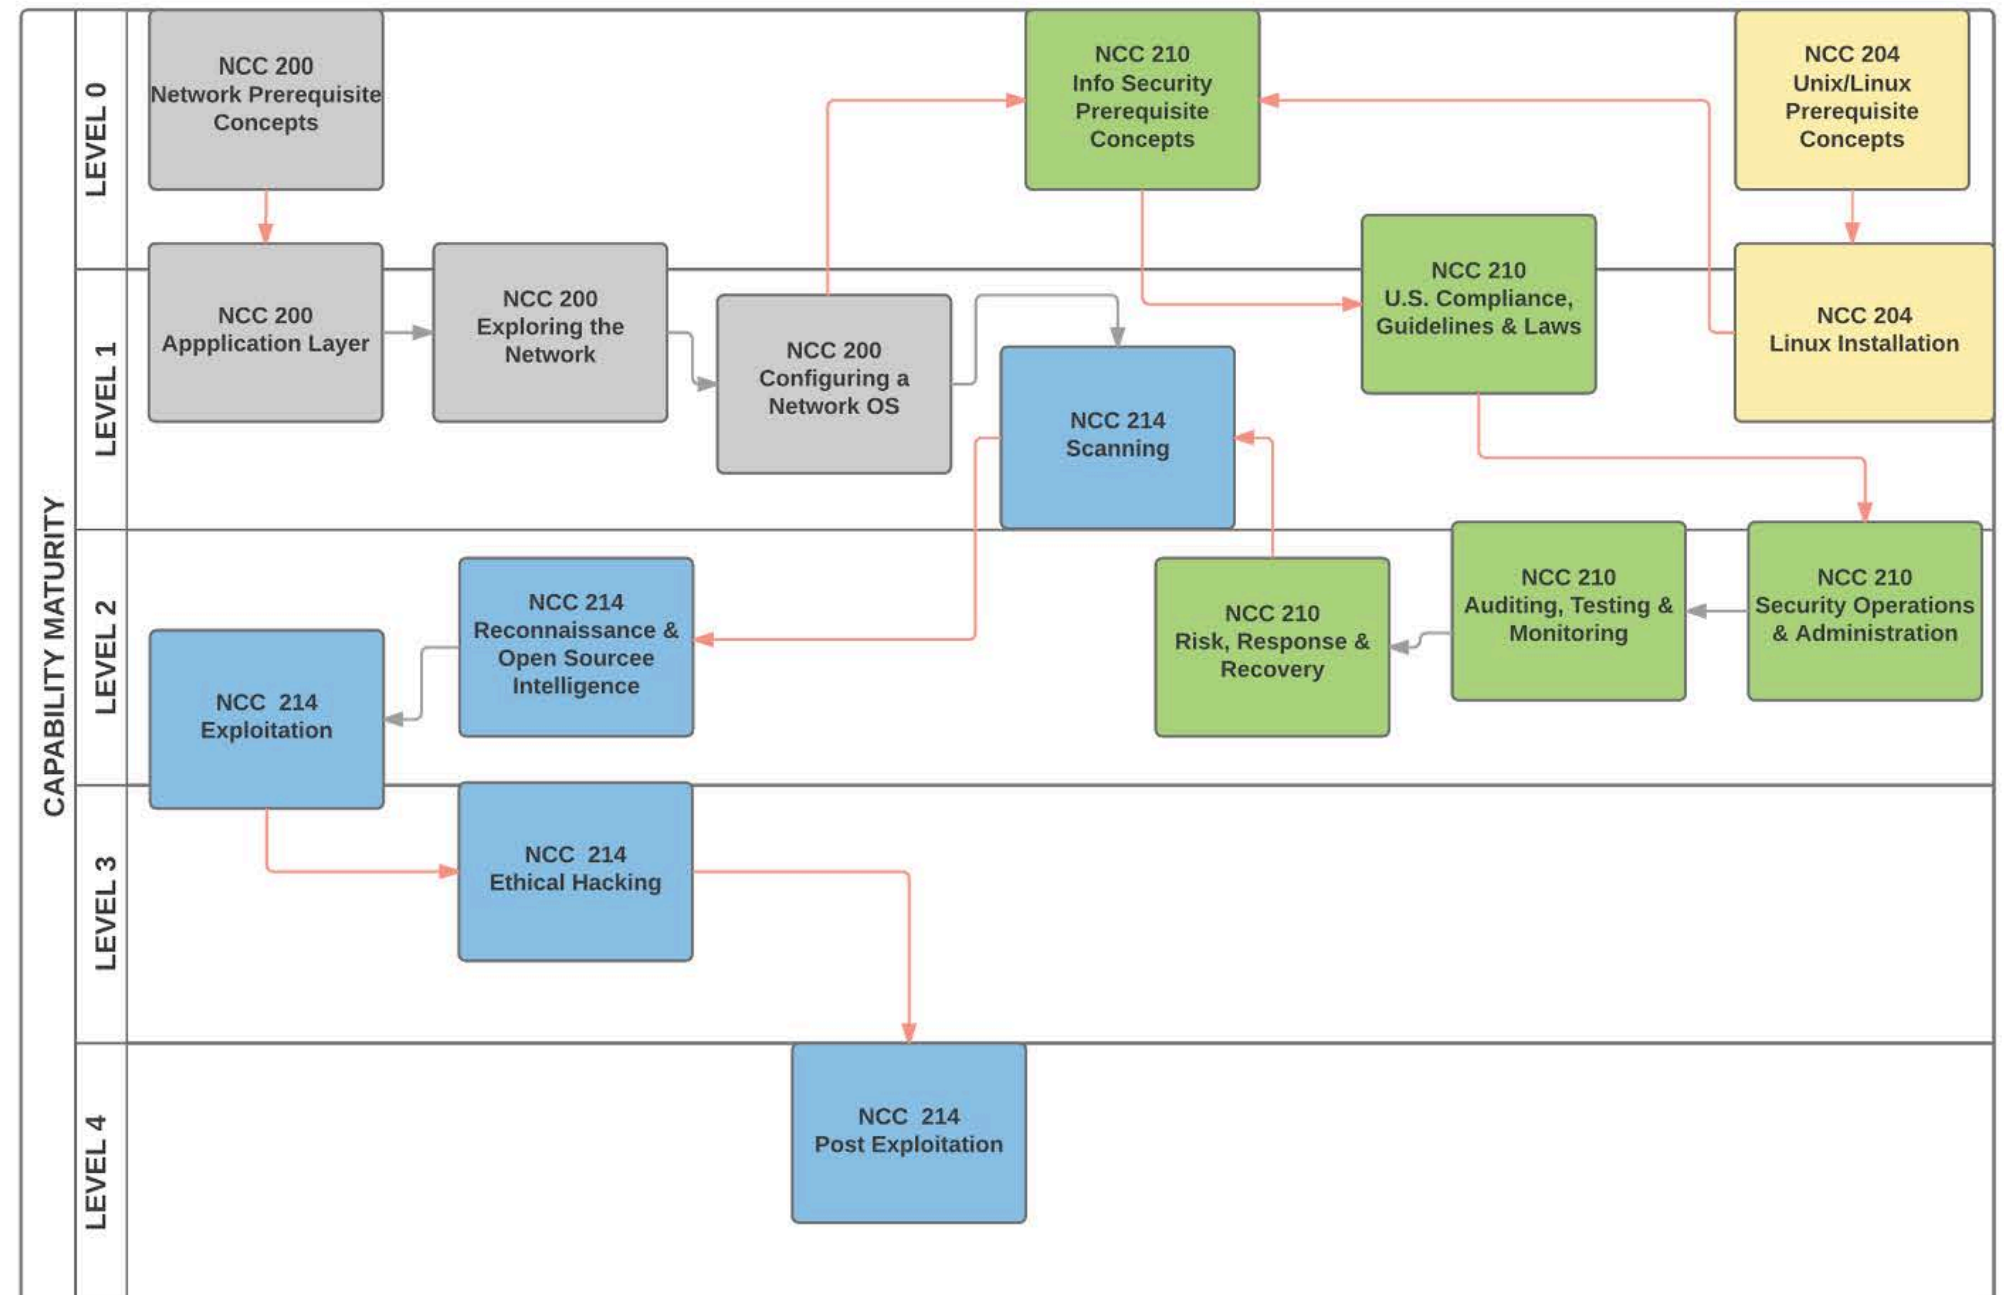 CAPABILITY MATURITY
LEVEL 0
NCC 200
Network Prerequisite
Concepts
NCC 210
Info Security
Prerequisite
Concepts
NCC 204
Unix/Linux
Prerequisite
Concepts
LEVEL 1
NCC 200
Appplication Layer
NCC 200
Exploring the
Network
NCC 200
Configuring a
Network OS
NCC 214
Scanning
NCC 210
U.S. Compliance,
Guidelines & Laws
NCC 204
Linux Installation
LEVEL 2
NCC 214
Exploitation
NCC 214
Reconnaissance &
Open Sourcee
Intelligence
NCC 210
Risk, Response &
Recovery
NCC 210
Auditing, Testing &
Monitoring
NCC 210
Security Operations
& Administration
LEVEL 3
NCC 214
Ethical Hacking
LEVEL 4
NCC 214
Post Exploitation